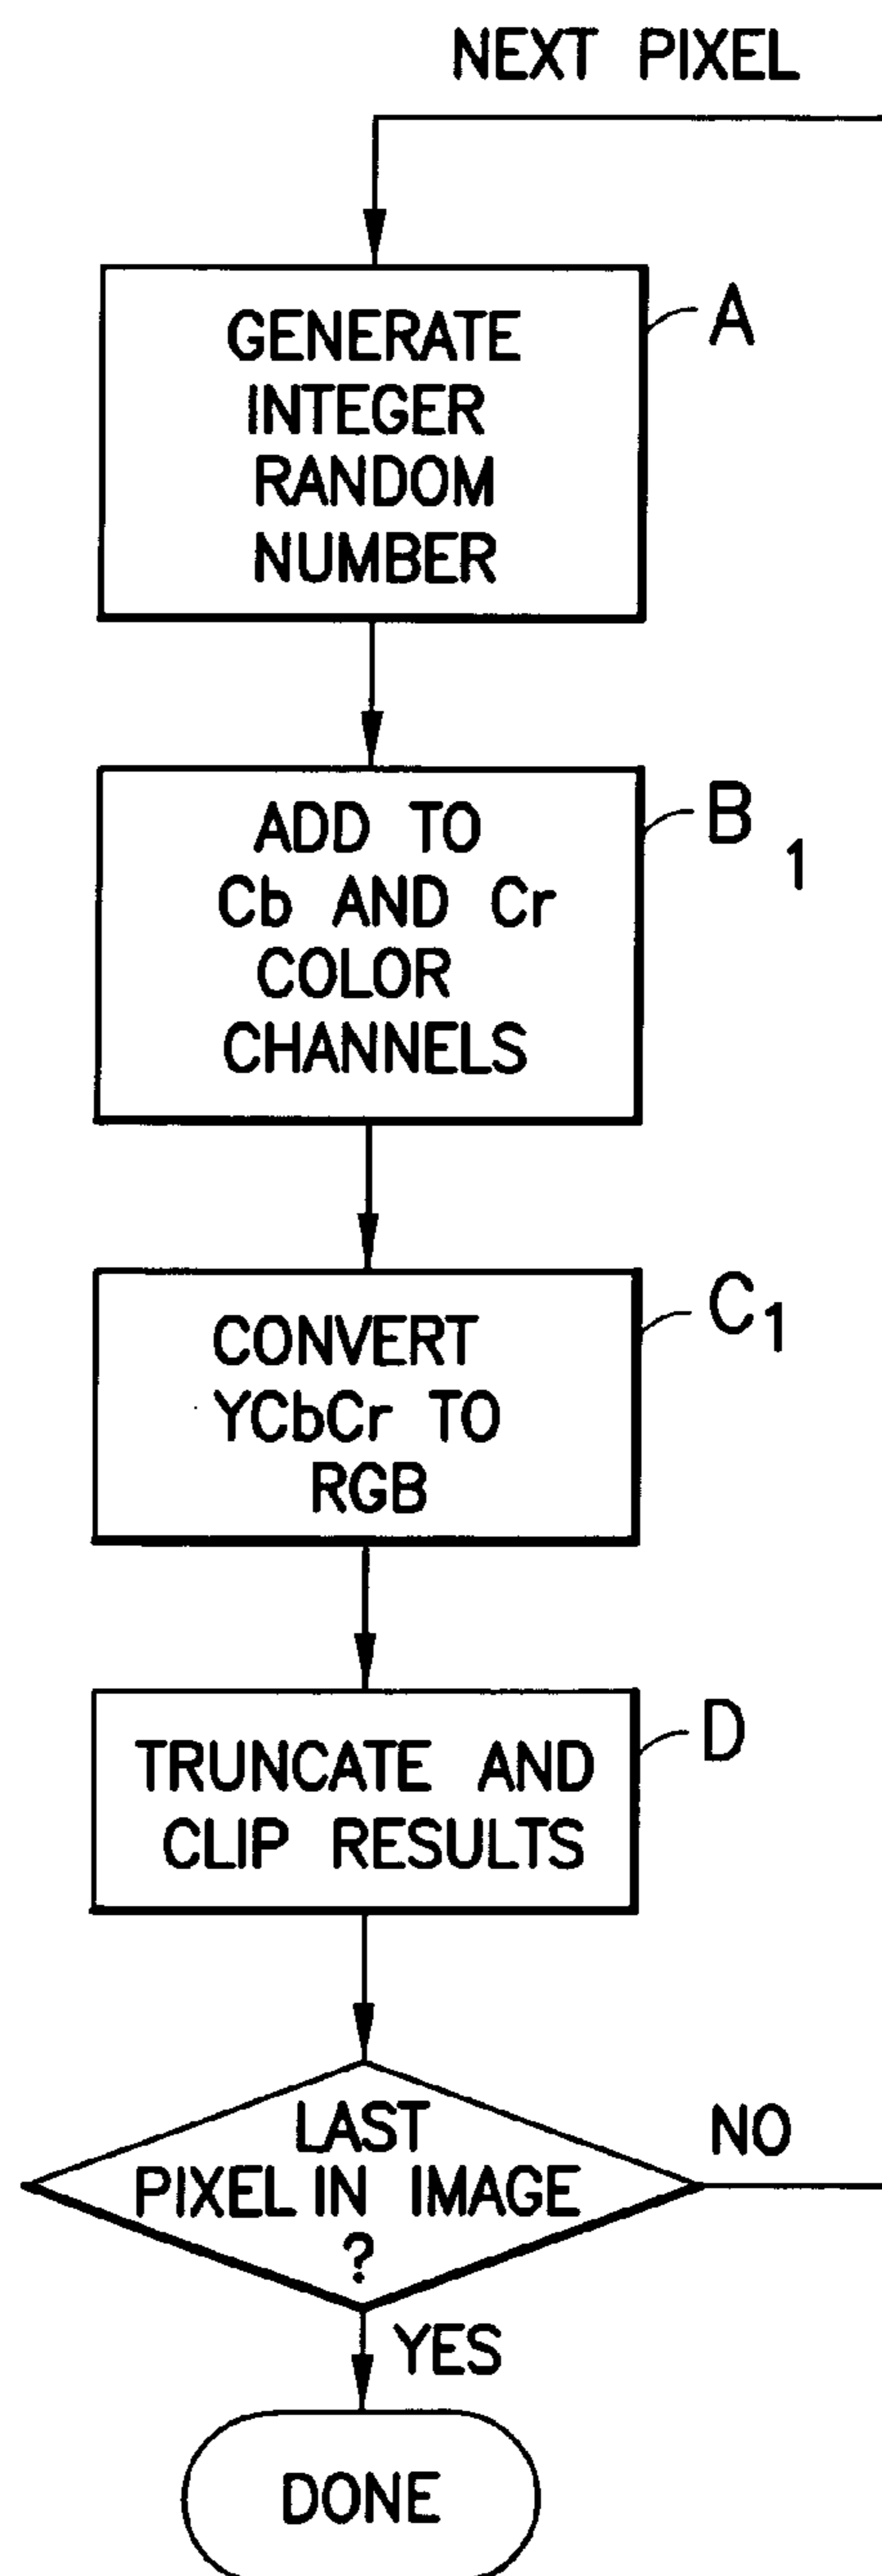 NEXT PIXEL
GENERATE
INTEGER
RANDOM
NUMBER
A
ADD TO
Cb AND Cr
COLOR
CHANNELS
B 1
CONVERT
YCbCr TO
RGB
C1
TRUNCATE AND
CLIP RESULTS
D
LAST
PIXEL IN IMAGE
?
NO
YES
DONE